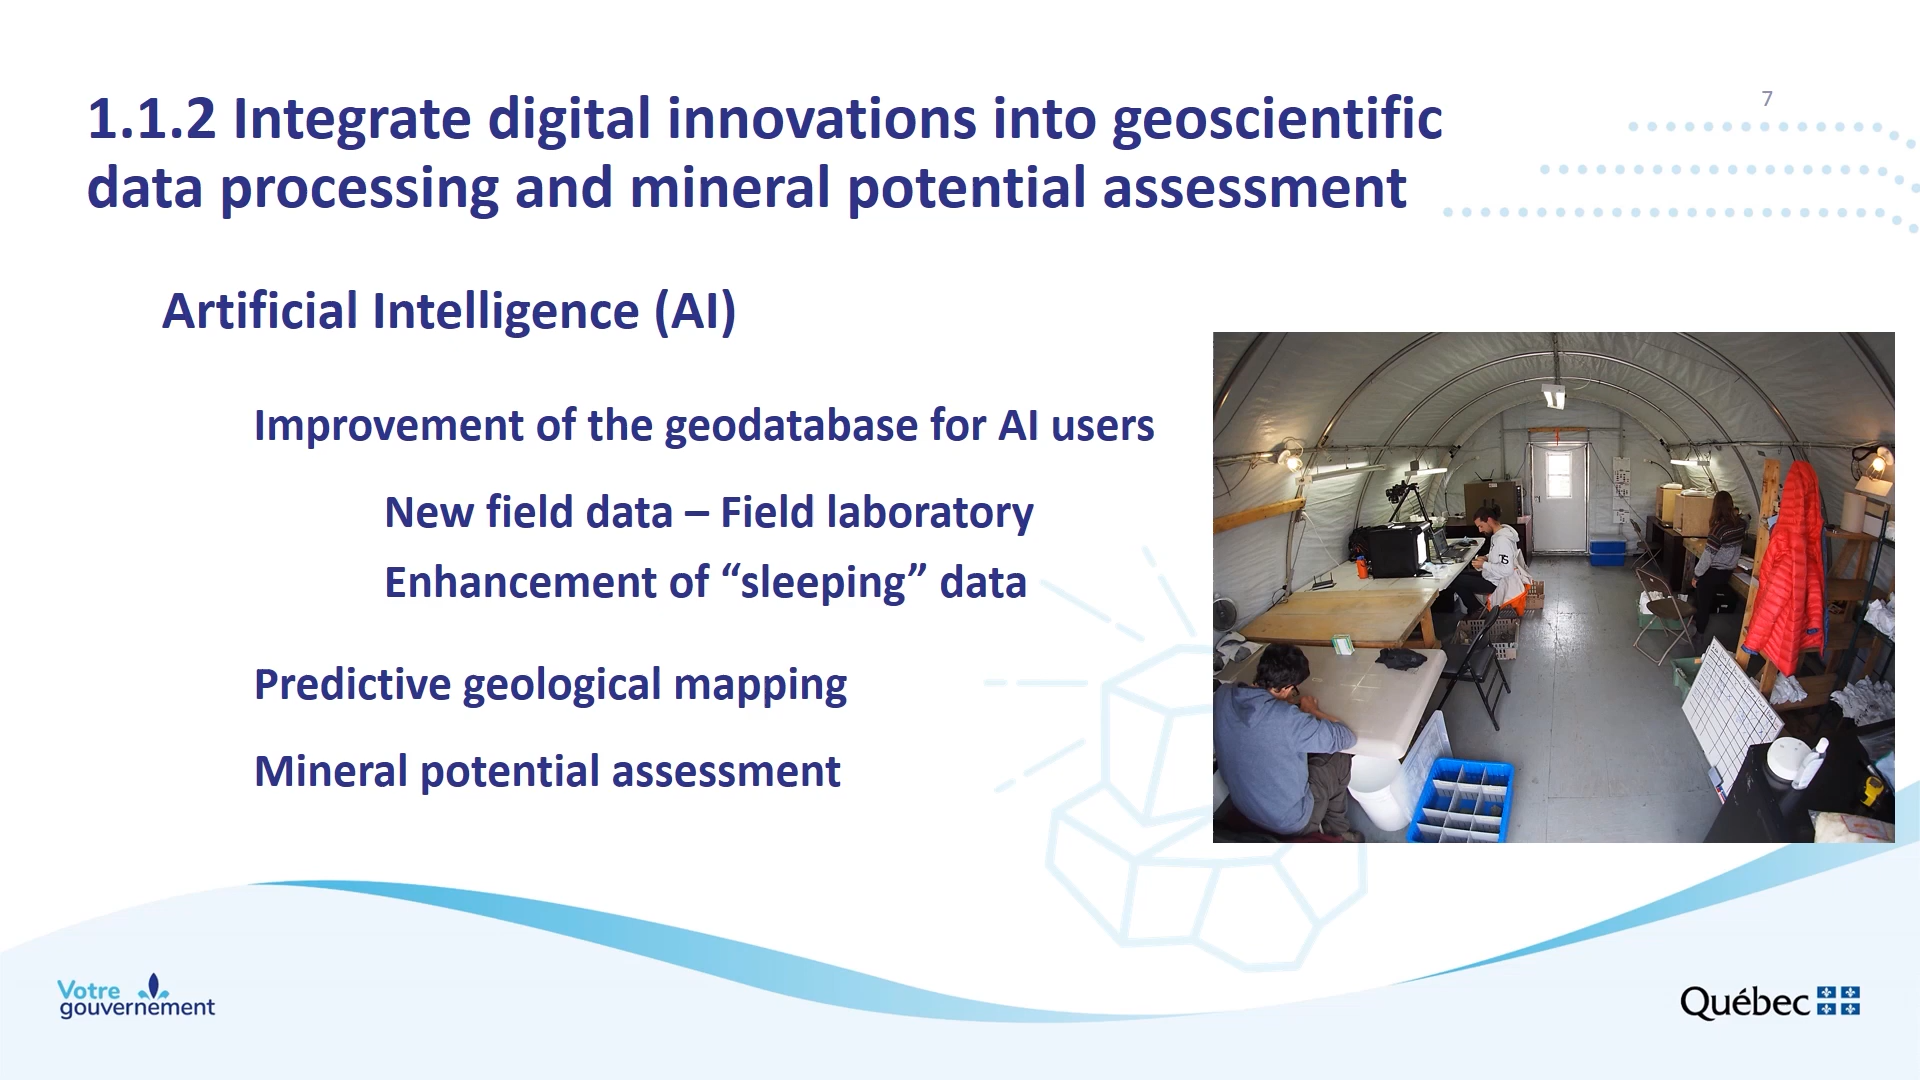 7
1.1.2 Integrate digital innovations into geoscientific
data processing and mineral potential assessment
Artificial Intelligence (AI)
Improvement of the geodatabase for AI users
New field data – Field laboratory
Enhancement of “sleeping” data
Predictive geological mapping
Mineral potential assessment
Votre
gouvernement
Québec